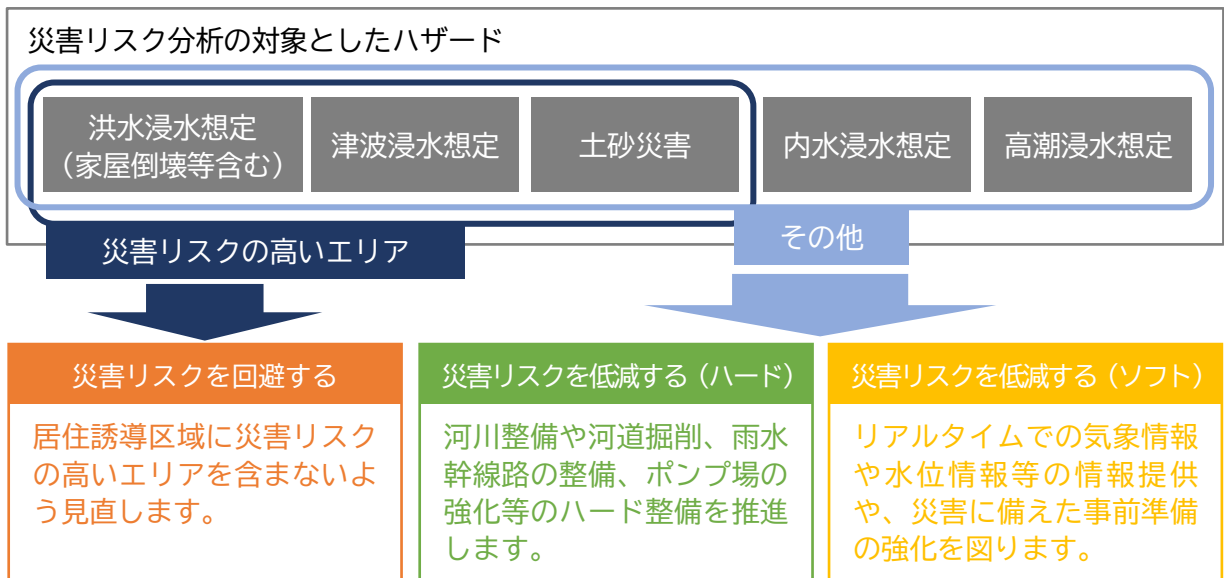 災害リスク分析の対象としたハザード
洪水浸水想定
（家屋倒壊等含む）
津波浸水想定
土砂災害
内水浸水想定
高潮浸水想定
災害リスクの高いエリア
その他
災害リスクを回避する
居住誘導区域に災害リスク
の高いエリアを含まないよ
う見直します。
災害リスクを低減する（ハード）
河川整備や河道掘削、雨水
幹線路の整備、ポンプ場の
強化等のハード整備を推進
します。
災害リスクを低減する（ソフト）
リアルタイムでの気象情報
や水位情報等の情報提供
や、災害に備えた事前準備
の強化を図ります。